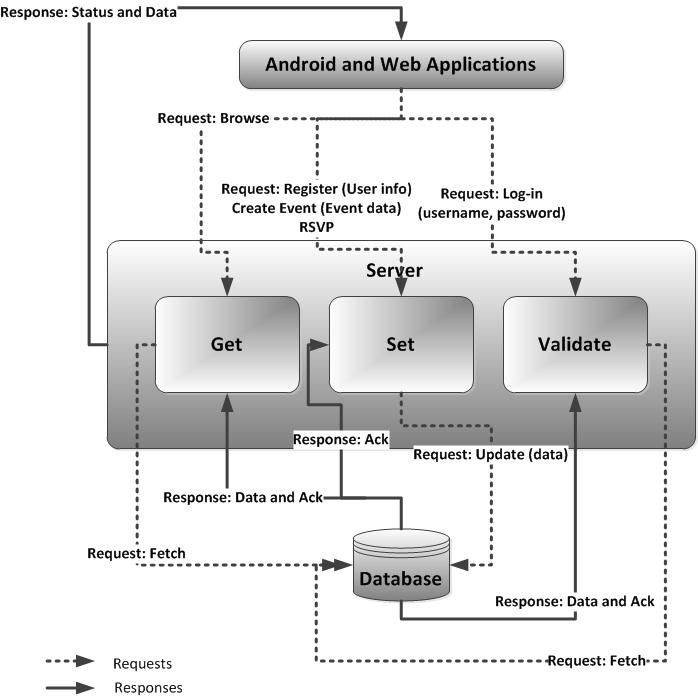 Response: Status and Data
Android and Web Applications
Request: Browse
Request: Register (User info)
Create Event (Event data)
RSVP
Request: Log-in
(username, password)
Server
Get
Set
Validate
Response: Ack
Request: Update (data)
Response: Data and Ack
Request: Fetch
Database
Response: Data and Ack
Request: Fetch
Requests
Responses